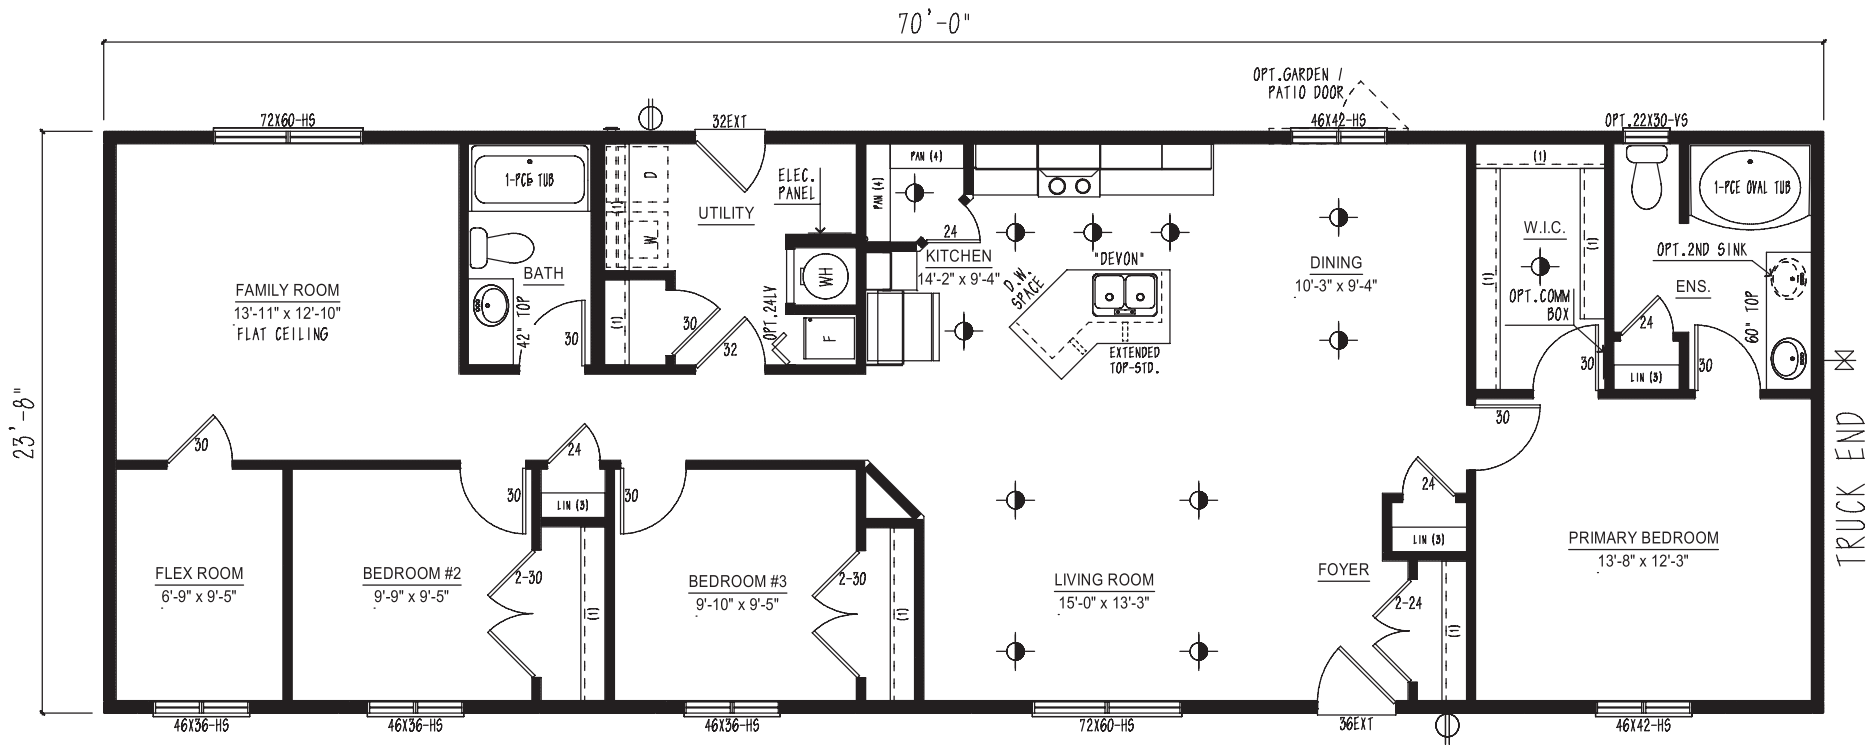 70'-0"
OPT.GARDEN /
PATIO DOOR
72X60-HS
32EXT
46X42-HS
OPT.22X30-VS
1-PCE TUB
D
W
(1)
ELEC.
PANEL
UTILITY
PAN (4)
PAN (4)
(1)
1-PCE OVAL TUB
24
KITCHEN
14'-2" x 9'-4"
"DEVON"
D.W.
SPACE
DINING
10'-3" x 9'-4"
W.I.C.
(1)
(1)
OPT.2ND SINK
OPT.COMM
BOX
ENS.
60" TOP
24
BATH
42" TOP
30
FAMILY ROOM
13'-11" x 12'-10"
FLAT CEILING
WH
OPT.24LV
F
(1)
30
32
EXTENDED
TOP-STD.
30
LIN (3)
30
23'-8"
30
24
30
LIN (3)
30
30
24
LIN (3)
TRUCK END
FLEX ROOM
6'-9" x 9'-5"
BEDROOM #2
9'-9" x 9'-5"
2-30
(1)
BEDROOM #3
9'-10" x 9'-5"
2-30
(1)
LIVING ROOM
15'-0" x 13'-3"
FOYER
2-24
(1)
PRIMARY BEDROOM
13'-8" x 12'-3"
46X36-HS
46X36-HS
46X36-HS
72X60-HS
36EXT
46X42-HS